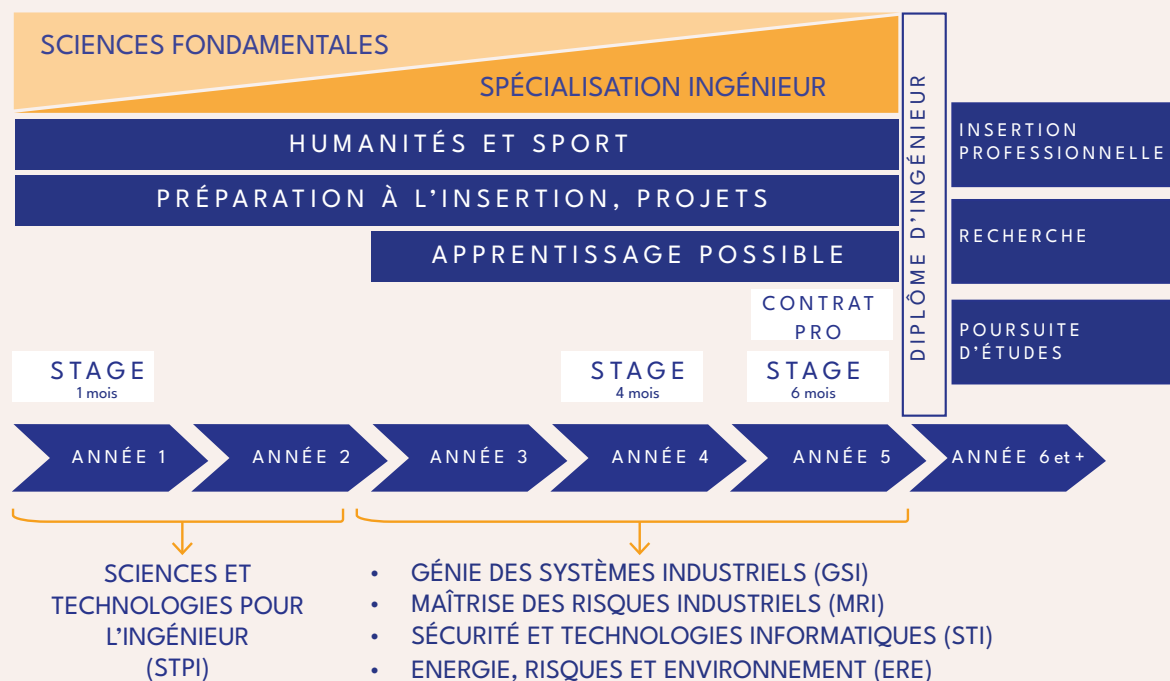 SCIENCES FONDAMENTALES
SPÉCIALISATION INGÉNIEUR
HUMANITÉS ET SPORT
PRÉPARATION À L'INSERTION, PROJETS
APPRENTISSAGE POSSIBLE
CONTRAT
PRO
STAGE
1 mois
STAGE
4 mois
STAGE
6 mois
DIPLÔME D'INGÉNIEUR
INSERTION
PROFESSIONNELLE
RECHERCHE
POURSUITE
D'ÉTUDES
ANNÉE 1
ANNÉE 2
ANNÉE 3
ANNÉE 4
ANNÉE 5
ANNÉE 6 et +
SCIENCES ET
TECHNOLOGIES POUR
L'INGÉNIEUR
(STPI)
• GÉNIE DES SYSTÈMES INDUSTRIELS (GSI)
• MAÎTRISE DES RISQUES INDUSTRIELS (MRI)
• SÉCURITÉ ET TECHNOLOGIES INFORMATIQUES (STI)
• ENERGIE, RISQUES ET ENVIRONNEMENT (ERE)